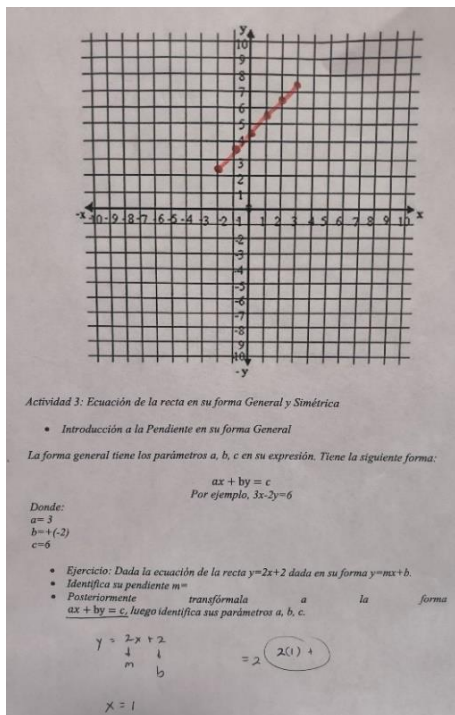 y
10
9
8
7
6
5
4
3
2
1
-x -10 -9 -8 -7 -6 -5 -4 -3 -2 -1 1 2 3 4 5 6 7 8 9 10 x
-2
-3
-4
-5
-6
-7
-8
9
10
-y
Actividad 3: Ecuación de la recta en su forma General y Simétrica
• Introducción a la Pendiente en su forma General
La forma general tiene los parámetros a, b, c en su expresión. Tiene la siguiente forma:
ax + by = c
Por ejemplo, 3x-2y=6
Donde:
a= 3
b=+(-2)
c=6
• Ejercicio: Dada la ecuación de la recta y=2x+2 dada en su forma y=mx+b.
• Identifica su pendiente m=
• Posteriormente transfórmala a la forma
ax + by = c, luego identifica sus parámetros a, b, c.
y = 2x + 2
m b
= 2 2(1) +
x = 1